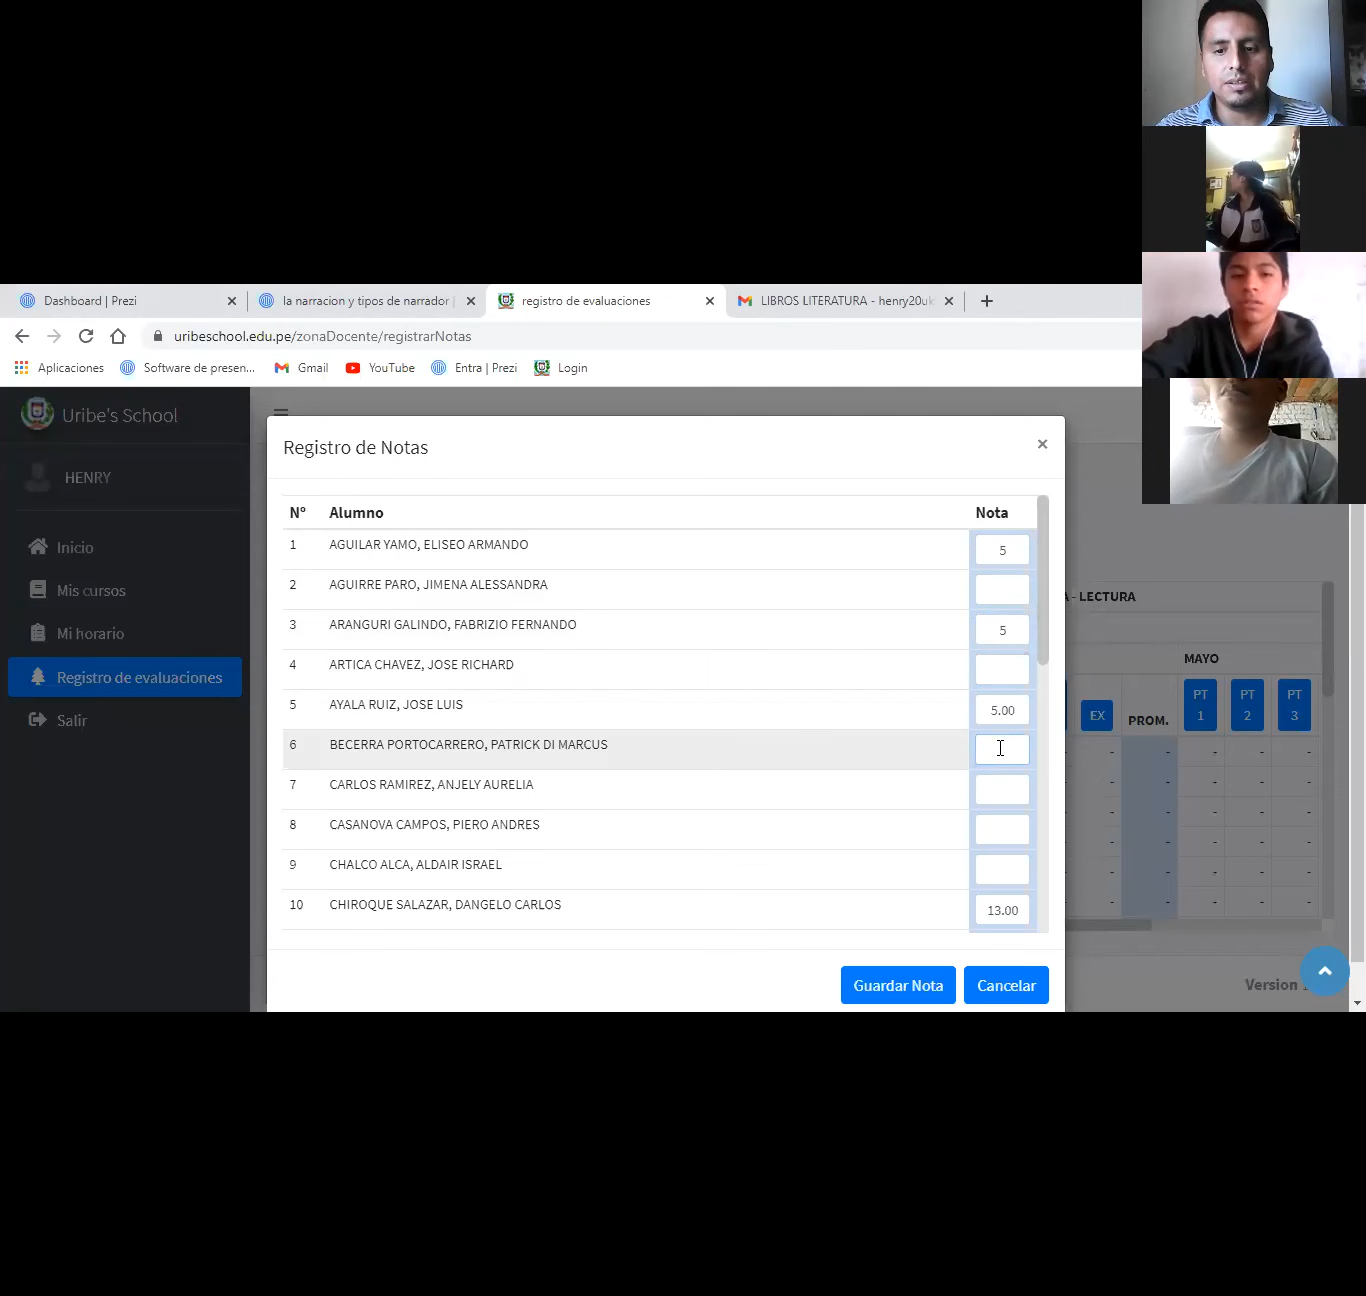 Dashboard | Prezi
la narracion y tipos de narrador |
registro de evaluaciones
LIBROS LITERATURA - henry20uk
uribeschool.edu.pe/zonaDocente/registrarNotas
Aplicaciones
Software de presen...
Gmail
YouTube
Entra | Prezi
Login
Uribe's School
HENRY
Inicio
Mis cursos
Mi horario
Registro de evaluaciones
Salir
Registro de Notas
×
N° Alumno Nota
1 AGUILAR YAMO, ELISEO ARMANDO 5
2 AGUIRRE PARO, JIMENA ALESSANDRA
3 ARANGURI GALINDO, FABRIZIO FERNANDO 5
4 ARTICA CHAVEZ, JOSE RICHARD
5 AYALA RUIZ, JOSE LUIS 5.00
6 BECERRA PORTOCARRERO, PATRICK DI MARCUS
7 CARLOS RAMIREZ, ANJELY AURELIA
8 CASANOVA CAMPOS, PIERO ANDRES
9 CHALCO ALCA, ALDAIR ISRAEL
10 CHIROQUE SALAZAR, DANGELO CARLOS 13.00
Guardar Nota
Cancelar
- LECTURA
MAYO
EX PROM. PT 1 PT 2 PT 3
- - - - -
- - - - -
- - - - -
- - - - -
- - - - -
- - - - -
Version